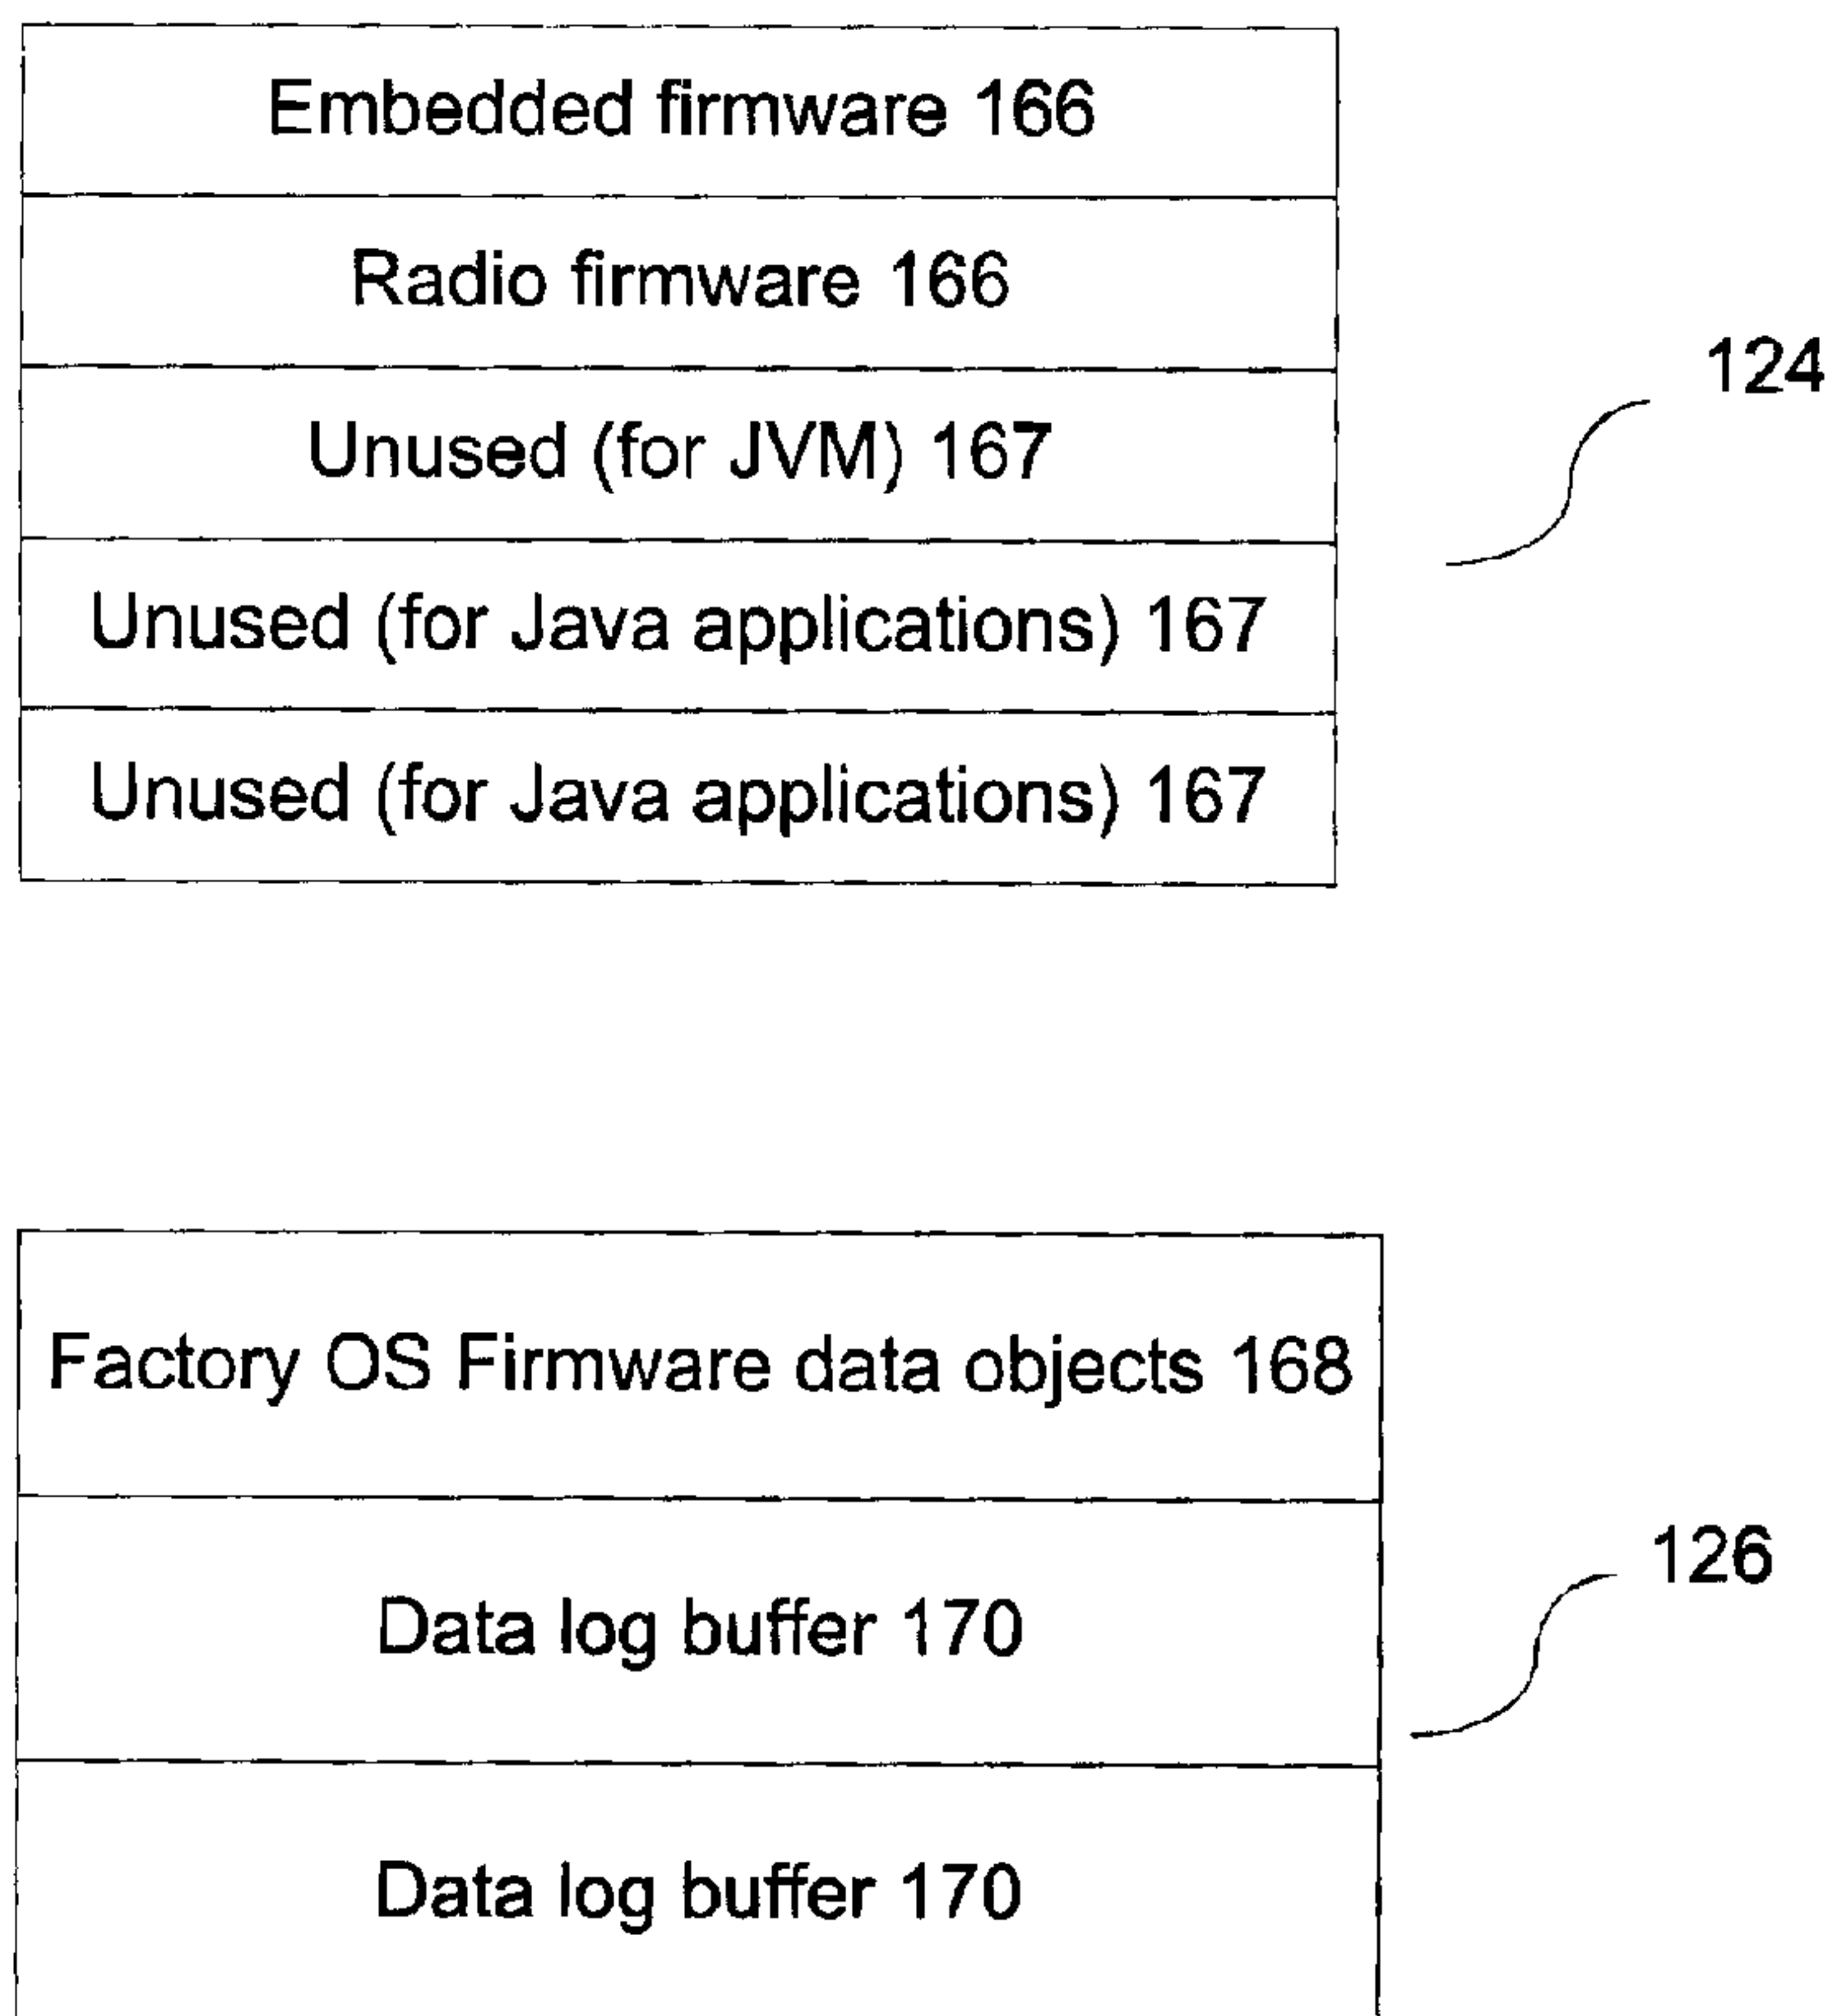 Embedded firmware 166
Radio firmware 166
Unused (for JVM) 167
Unused (for Java applications) 167
Unused (for Java applications) 167
124
Factory OS Firmware data objects 168
Data log buffer 170
Data log buffer 170
126